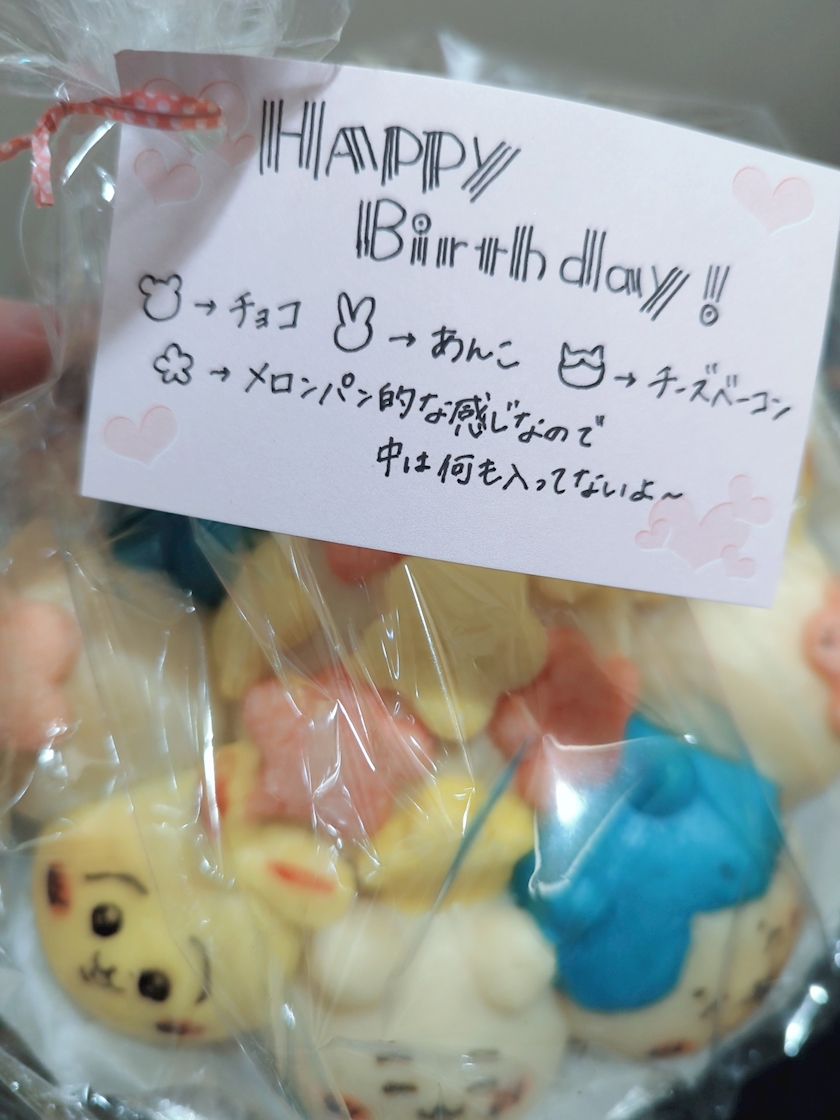 Happy
Birthday!!
→チョコ →あんこ →チーズベーコン
→メロンパン的な感じなので
中は何も入ってないよ~